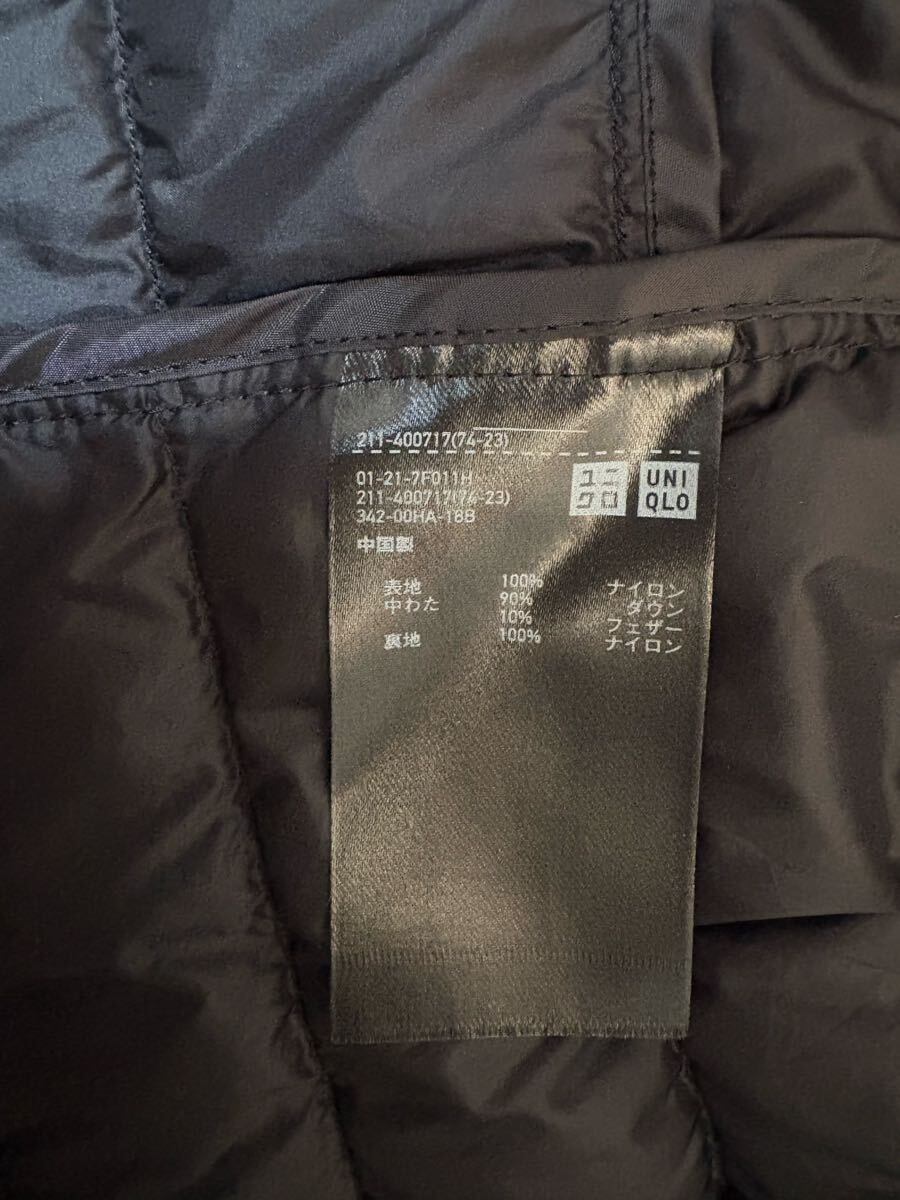 211-400717(74-23)
01-21-7F011H
211-400717(74-23)
342-00HA-18B
中国製
ユニ
クロ
UNI
QLO
表地 100% ナイロン
中わた 90% ダウン
10% フェザー
裏地 100% ナイロン